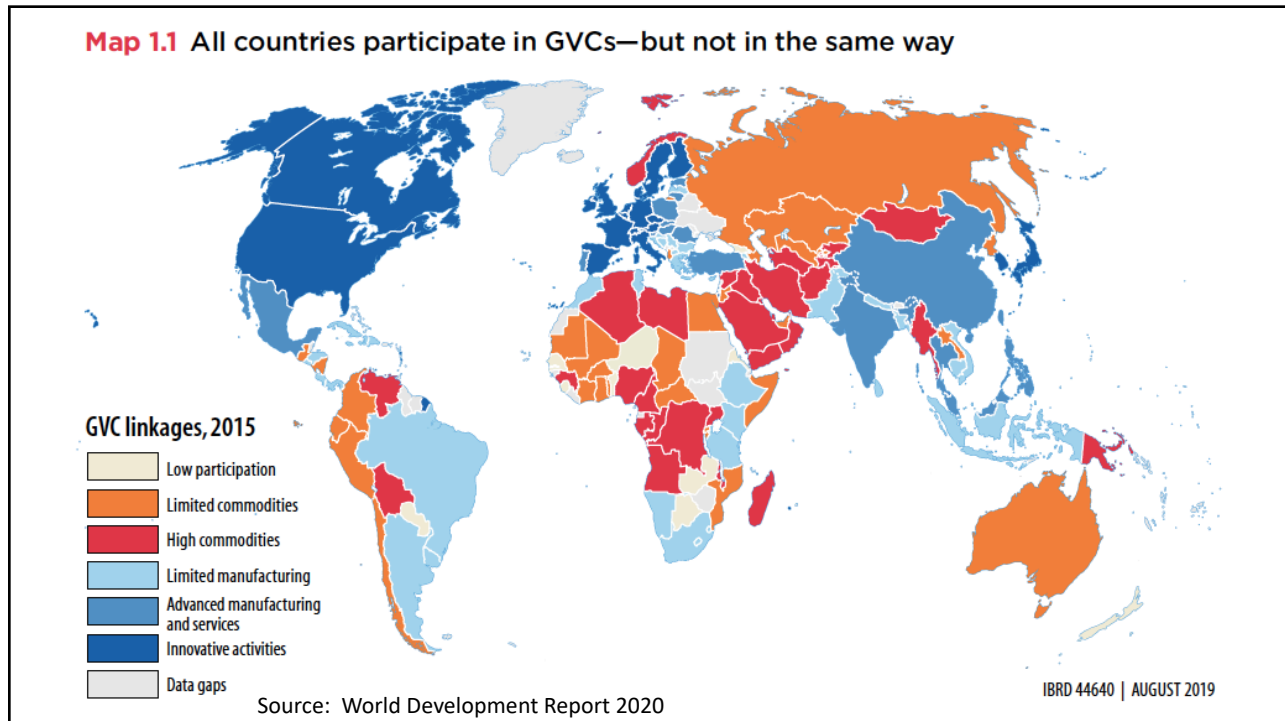 Map 1.1 All countries participate in GVCs—but not in the same way
GVC linkages, 2015
Low participation
Limited commodities
High commodities
Limited manufacturing
Advanced manufacturing
and services
Innovative activities
Data gaps
Source: World Development Report 2020
IBRD 44640 | AUGUST 2019